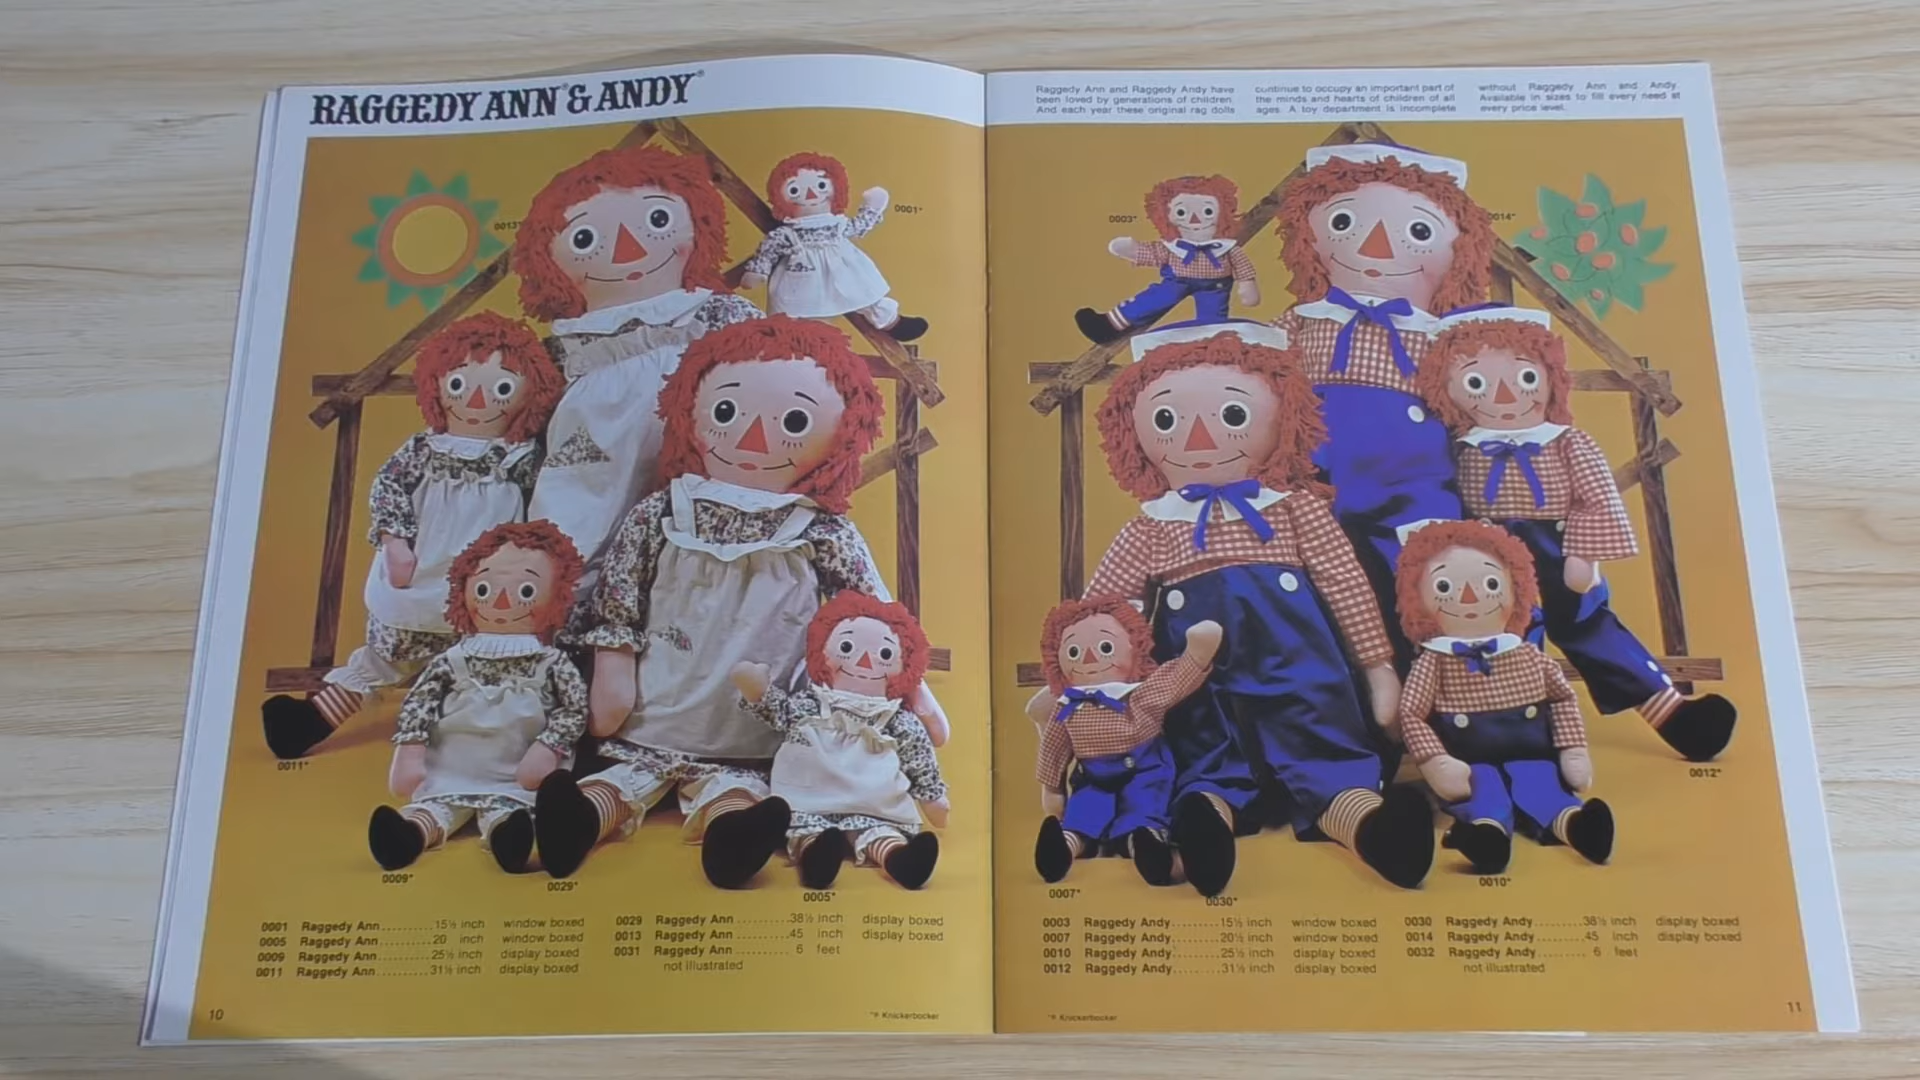 RAGGEDY ANN® & ANDY®
0013*
0001*
0011*
0009*
0029*
0005*
0001 Raggedy Ann..........15½ inch window boxed
0005 Raggedy Ann..........20 inch window boxed
0009 Raggedy Ann..........25½ inch display boxed
0011 Raggedy Ann..........31½ inch display boxed
0029 Raggedy Ann..........38½ inch display boxed
0013 Raggedy Ann..........45 inch display boxed
0031 Raggedy Ann.......... 6 feet
not illustrated
10
Knickerbocker
Raggedy Ann and Raggedy Andy have
been loved by generations of children.
And each year these original rag dolls
continue to occupy an important part of
the minds and hearts of children of all
ages. A toy department is incomplete
without Raggedy Ann and Andy.
Available in sizes to fill every need at
every price level.
0003*
0014*
0012*
0007*
0030*
0010*
0003 Raggedy Andy........15½ inch window boxed
0007 Raggedy Andy........20½ inch window boxed
0010 Raggedy Andy........25½ inch display boxed
0012 Raggedy Andy........31½ inch display boxed
0030 Raggedy Andy..........38½ inch display boxed
0014 Raggedy Andy........45 inch display boxed
0032 Raggedy Andy........ 6 feet
not illustrated
Knickerbocker
11